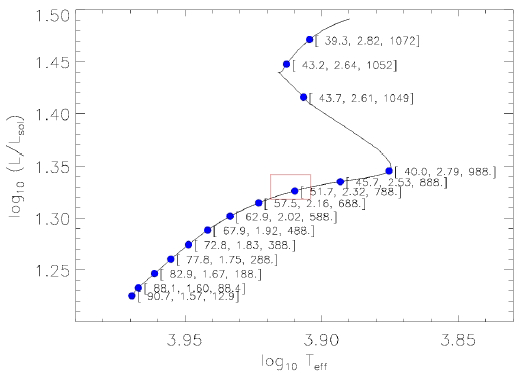 1.50
[ 39.3, 2.82, 1072]
1.45
[ 43.2, 2.64, 1052]
1.40
[ 43.7, 2.61, 1049]
log10 (L/Lsol)
1.35
[ 40.0, 2.79, 988.]
[ 45.7, 2.53, 888.]
[ 51.7, 2.32, 788.]
[ 57.5, 2.16, 688.]
1.30
[ 62.9, 2.02, 588.]
[ 67.9, 1.92, 488.]
[ 72.8, 1.83, 388.]
[ 77.8, 1.75, 288.]
1.25
[ 82.9, 1.67, 188.]
[ 88.1, 1.60, 88.4]
[ 90.7, 1.57, 12.9]
3.95
3.90
3.85
log10 Teff